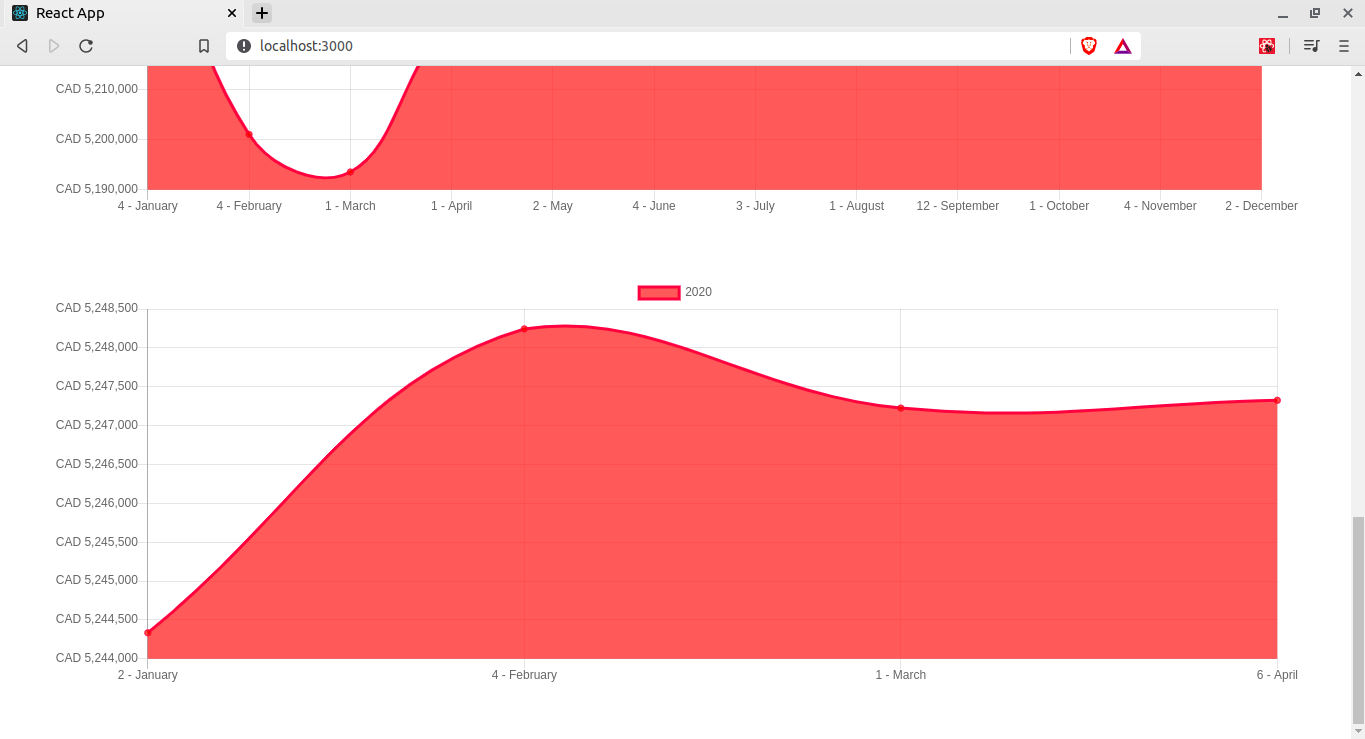 React App
localhost:3000
CAD 5,210,000
CAD 5,200,000
CAD 5,190,000
4 - January 4 - February 1 - March 1 - April 2 - May 4 - June 3 - July 1 - August 12 - September 1 - October 4 - November 2 - December
2020
CAD 5,248,500
CAD 5,248,000
CAD 5,247,500
CAD 5,247,000
CAD 5,246,500
CAD 5,246,000
CAD 5,245,500
CAD 5,245,000
CAD 5,244,500
CAD 5,244,000
2 - January 4 - February 1 - March 6 - April